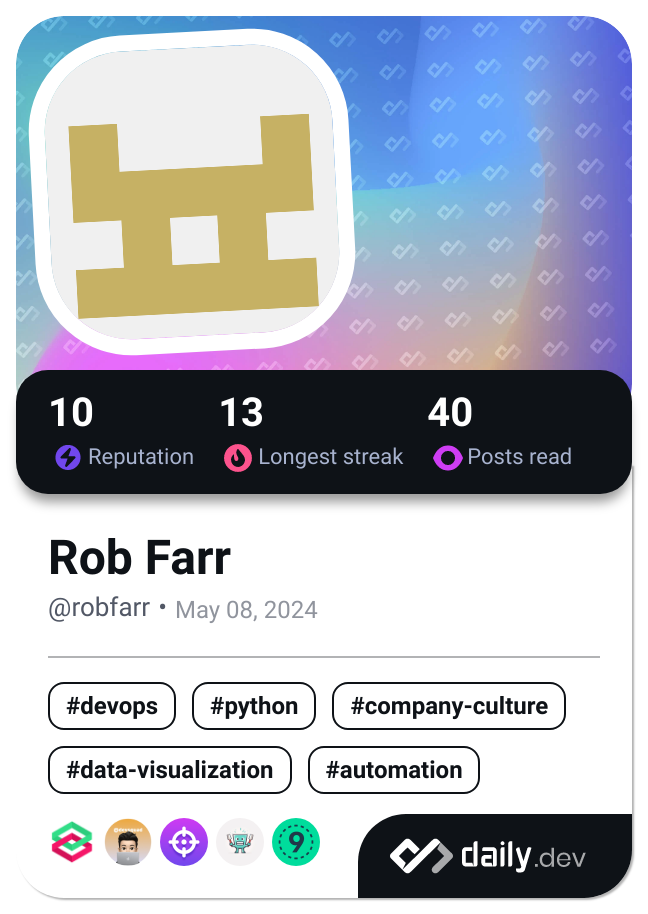 10 13 40
Reputation Longest streak Posts read
Rob Farr
@robfarr • May 08, 2024
#devops #python #company-culture
#data-visualization #automation
9
daily.dev